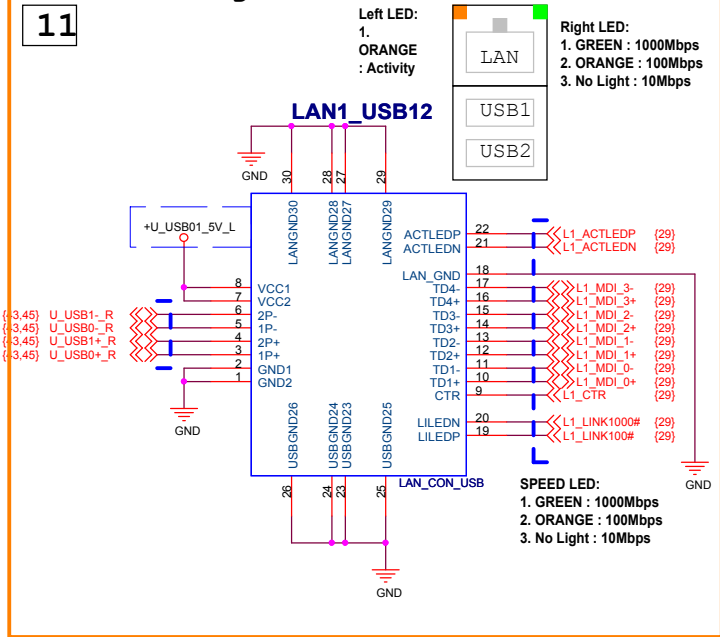 11
Left LED:
1.
ORANGE
: Activity
LAN
USB1
USB2
Right LED:
1. GREEN : 1000Mbps
2. ORANGE : 100Mbps
3. No Light : 10Mbps
LAN1_USB12
GND
30
28
27
29
LANGND30
LANGND28
LANGND27
LANGND29
+U_USB01_5V_L
ACTLEDP 22 L1_ACTLEDP {29}
ACTLEDN 21 L1_ACTLEDN {29}
LAN_GND 18
TD4- 17 L1_MDI_3- {29}
TD4+ 16 L1_MDI_3+ {29}
TD3- 15 L1_MDI_2- {29}
TD3+ 14 L1_MDI_2+ {29}
TD2- 13 L1_MDI_1- {29}
TD2+ 12 L1_MDI_1+ {29}
TD1- 11 L1_MDI_0- {29}
TD1+ 10 L1_MDI_0+ {29}
CTR 9 L1_CTR {29}
LILEDN 20 L1_LINK1000# {29}
LILEDP 19 L1_LINK100# {29}
8 VCC1
7 VCC2
{43,45} U_USB1-_R 6 2P-
{43,45} U_USB0-_R 5 1P-
{43,45} U_USB1+_R 4 2P+
{43,45} U_USB0+_R 3 1P+
2 GND1
1 GND2
GND
USBGND26
USBGND24
USBGND23
USBGND25
26
24
23
25
LAN_CON_USB
GND
GND
SPEED LED:
1. GREEN : 1000Mbps
2. ORANGE : 100Mbps
3. No Light : 10Mbps